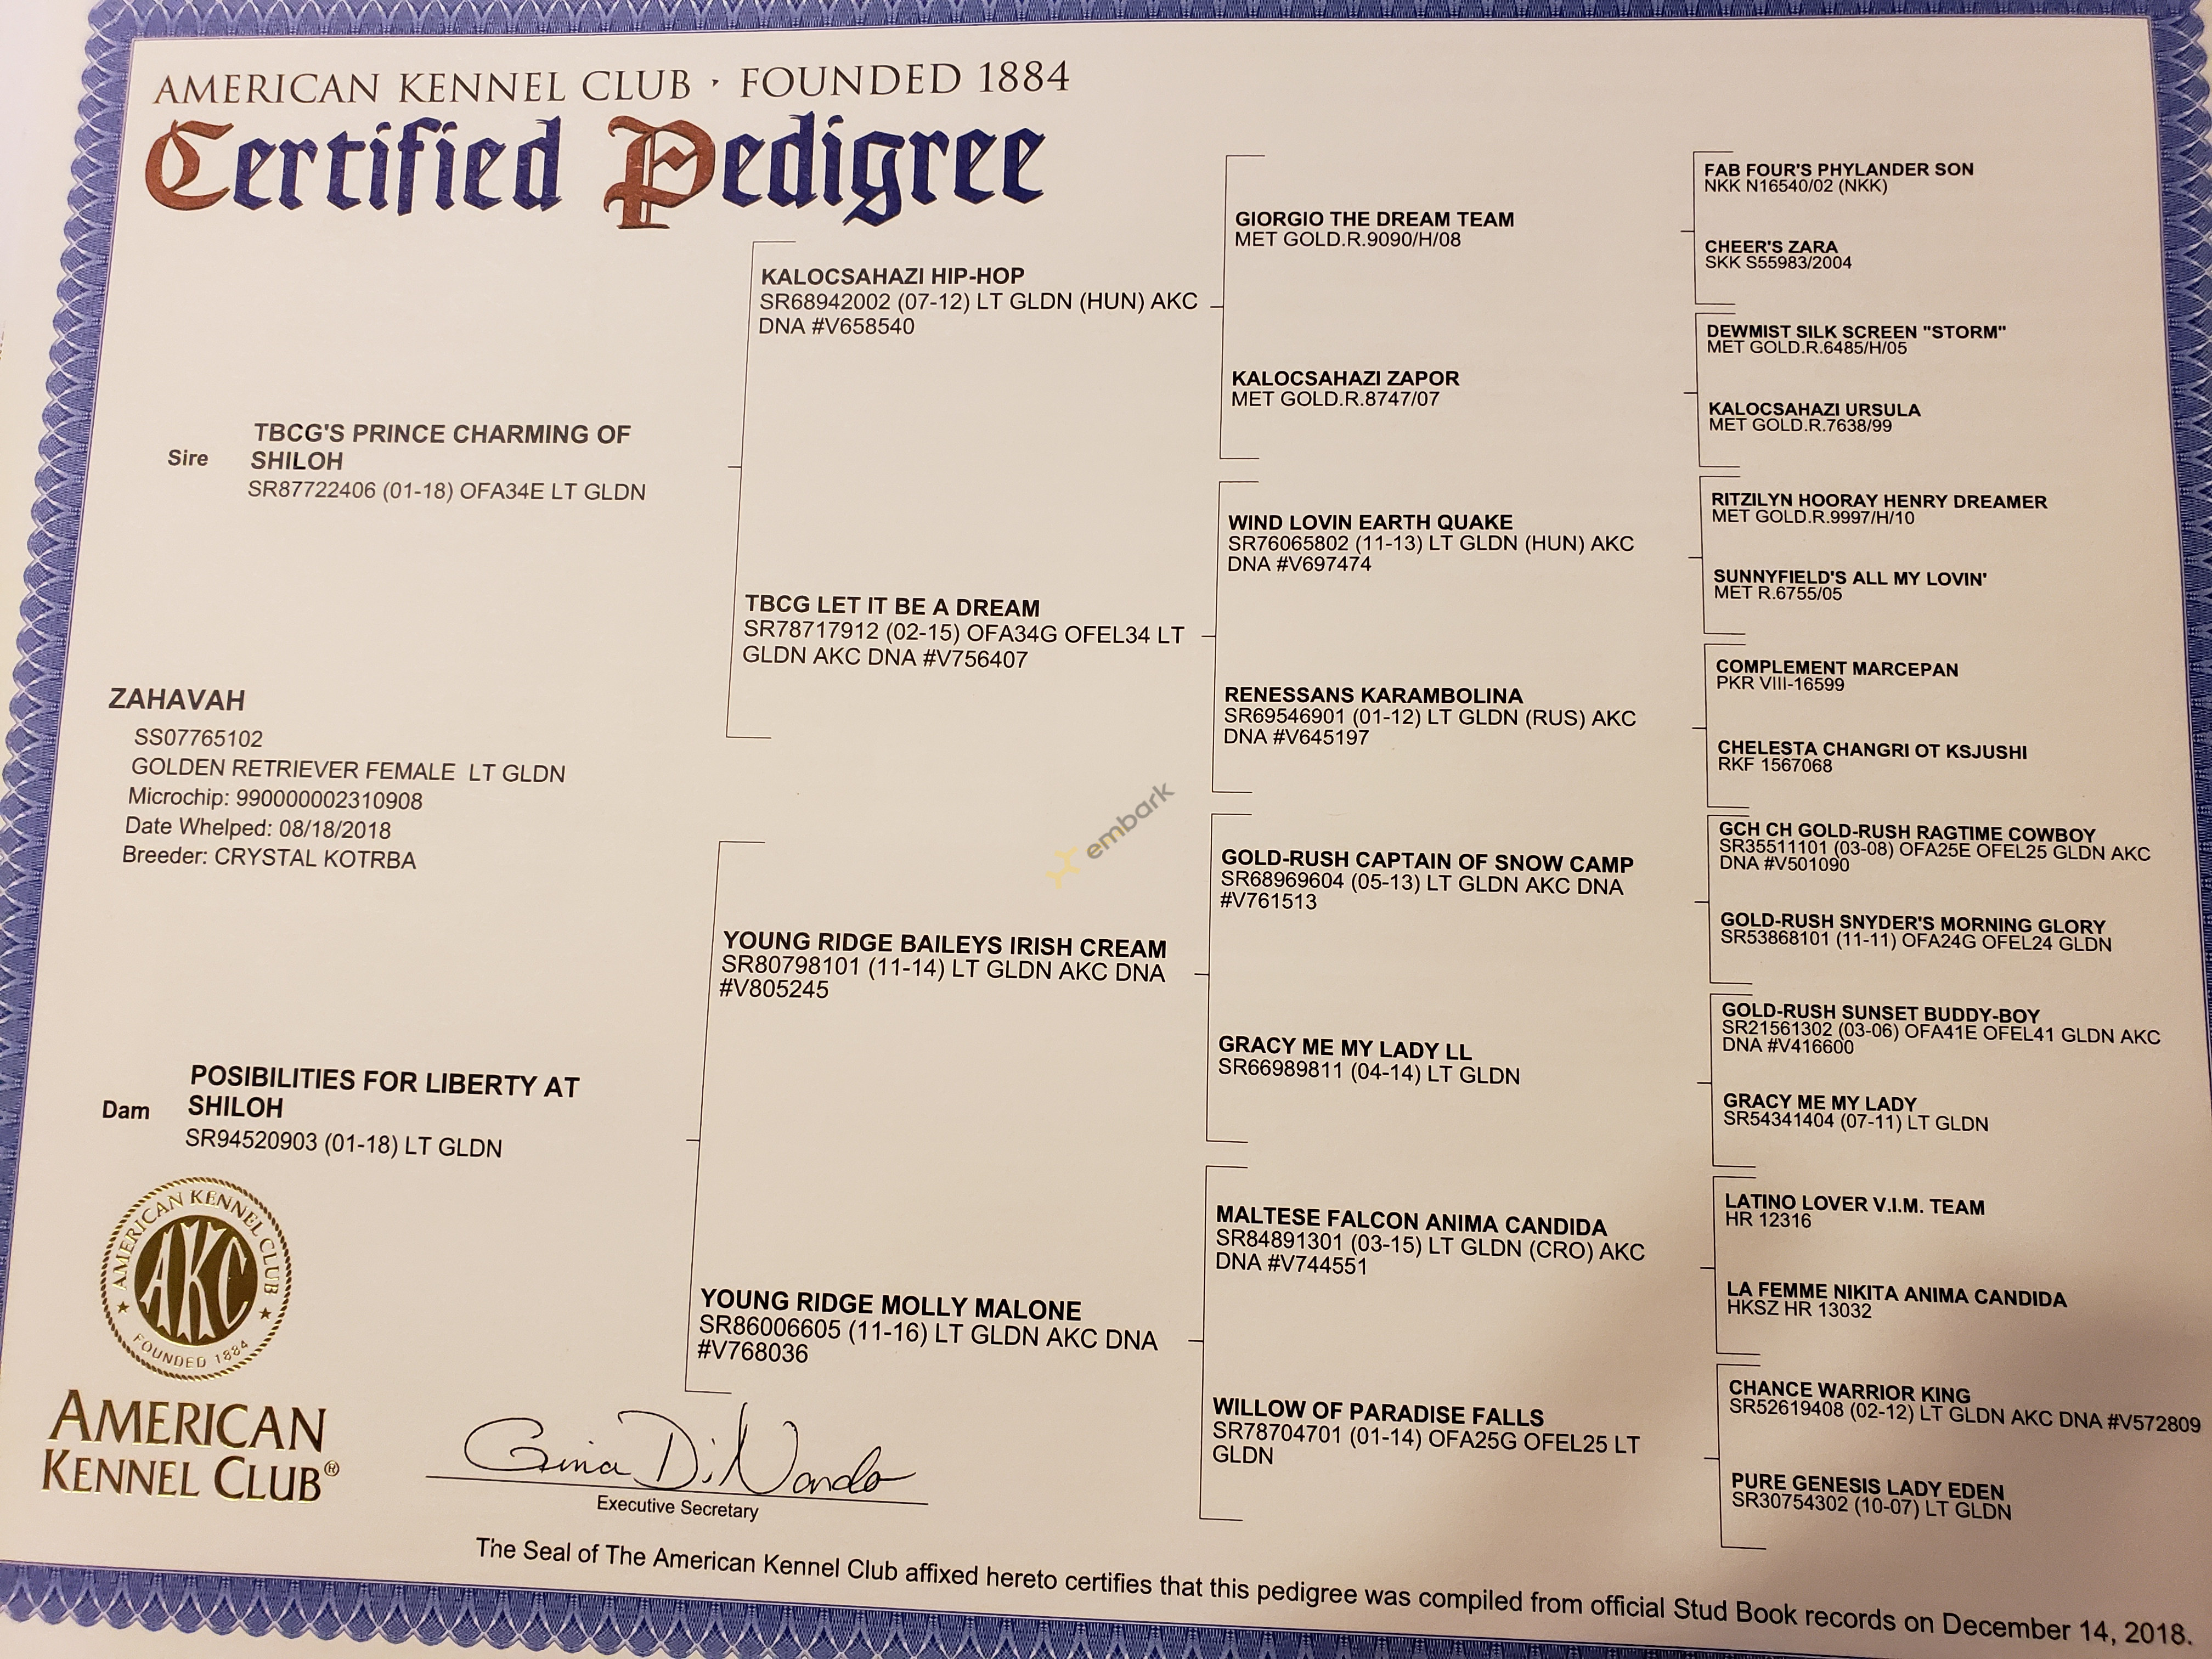 AMERICAN KENNEL CLUB · FOUNDED 1884
Certified Pedigree
ZAHAVAH
SS07765102
GOLDEN RETRIEVER FEMALE LT GLDN
Microchip: 990000002310908
Date Whelped: 08/18/2018
Breeder: CRYSTAL KOTRBA
Sire
TBCG'S PRINCE CHARMING OF
SHILOH
SR87722406 (01-18) OFA34E LT GLDN
Dam
POSIBILITIES FOR LIBERTY AT
SHILOH
SR94520903 (01-18) LT GLDN
KALOCSAHAZI HIP-HOP
SR68942002 (07-12) LT GLDN (HUN) AKC
DNA #V658540
TBCG LET IT BE A DREAM
SR78717912 (02-15) OFA34G OFEL34 LT
GLDN AKC DNA #V756407
YOUNG RIDGE BAILEYS IRISH CREAM
SR80798101 (11-14) LT GLDN AKC DNA
#V805245
YOUNG RIDGE MOLLY MALONE
SR86006605 (11-16) LT GLDN AKC DNA
#V768036
GIORGIO THE DREAM TEAM
MET GOLD.R.9090/H/08
KALOCSAHAZI ZAPOR
MET GOLD.R.8747/07
WIND LOVIN EARTH QUAKE
SR76065802 (11-13) LT GLDN (HUN) AKC
DNA #V697474
RENESSANS KARAMBOLINA
SR69546901 (01-12) LT GLDN (RUS) AKC
DNA #V645197
GOLD-RUSH CAPTAIN OF SNOW CAMP
SR68969604 (05-13) LT GLDN AKC DNA
#V761513
GRACY ME MY LADY LL
SR66989811 (04-14) LT GLDN
MALTESE FALCON ANIMA CANDIDA
SR84891301 (03-15) LT GLDN (CRO) AKC
DNA #V744551
WILLOW OF PARADISE FALLS
SR78704701 (01-14) OFA25G OFEL25 LT
GLDN
FAB FOUR'S PHYLANDER SON
NKK N16540/02 (NKK)
CHEER'S ZARA
SKK S55983/2004
DEWMIST SILK SCREEN "STORM"
MET GOLD.R.6485/H/05
KALOCSAHAZI URSULA
MET GOLD.R.7638/99
RITZILYN HOORAY HENRY DREAMER
MET GOLD.R.9997/H/10
SUNNYFIELD'S ALL MY LOVIN'
MET R.6755/05
COMPLEMENT MARCEPAN
PKR VIII-16599
CHELESTA CHANGRI OT KSJUSHI
RKF 1567068
GCH CH GOLD-RUSH RAGTIME COWBOY
SR35511101 (03-08) OFA25E OFEL25 GLDN AKC
DNA #V501090
GOLD-RUSH SNYDER'S MORNING GLORY
SR53868101 (11-11) OFA24G OFEL24 GLDN
GOLD-RUSH SUNSET BUDDY-BOY
SR21561302 (03-06) OFA41E OFEL41 GLDN AKC
DNA #V416600
GRACY ME MY LADY
SR54341404 (07-11) LT GLDN
LATINO LOVER V.I.M. TEAM
HR 12316
LA FEMME NIKITA ANIMA CANDIDA
HKSZ HR 13032
CHANCE WARRIOR KING
SR52619408 (02-12) LT GLDN AKC DNA #V572809
PURE GENESIS LADY EDEN
SR30754302 (10-07) LT GLDN
embark
AMERICAN KENNEL CLUB
AKC
FOUNDED 1884
AMERICAN
KENNEL CLUB®
Gina DiNardo
Executive Secretary
The Seal of The American Kennel Club affixed hereto certifies that this pedigree was compiled from official Stud Book records on December 14, 2018.